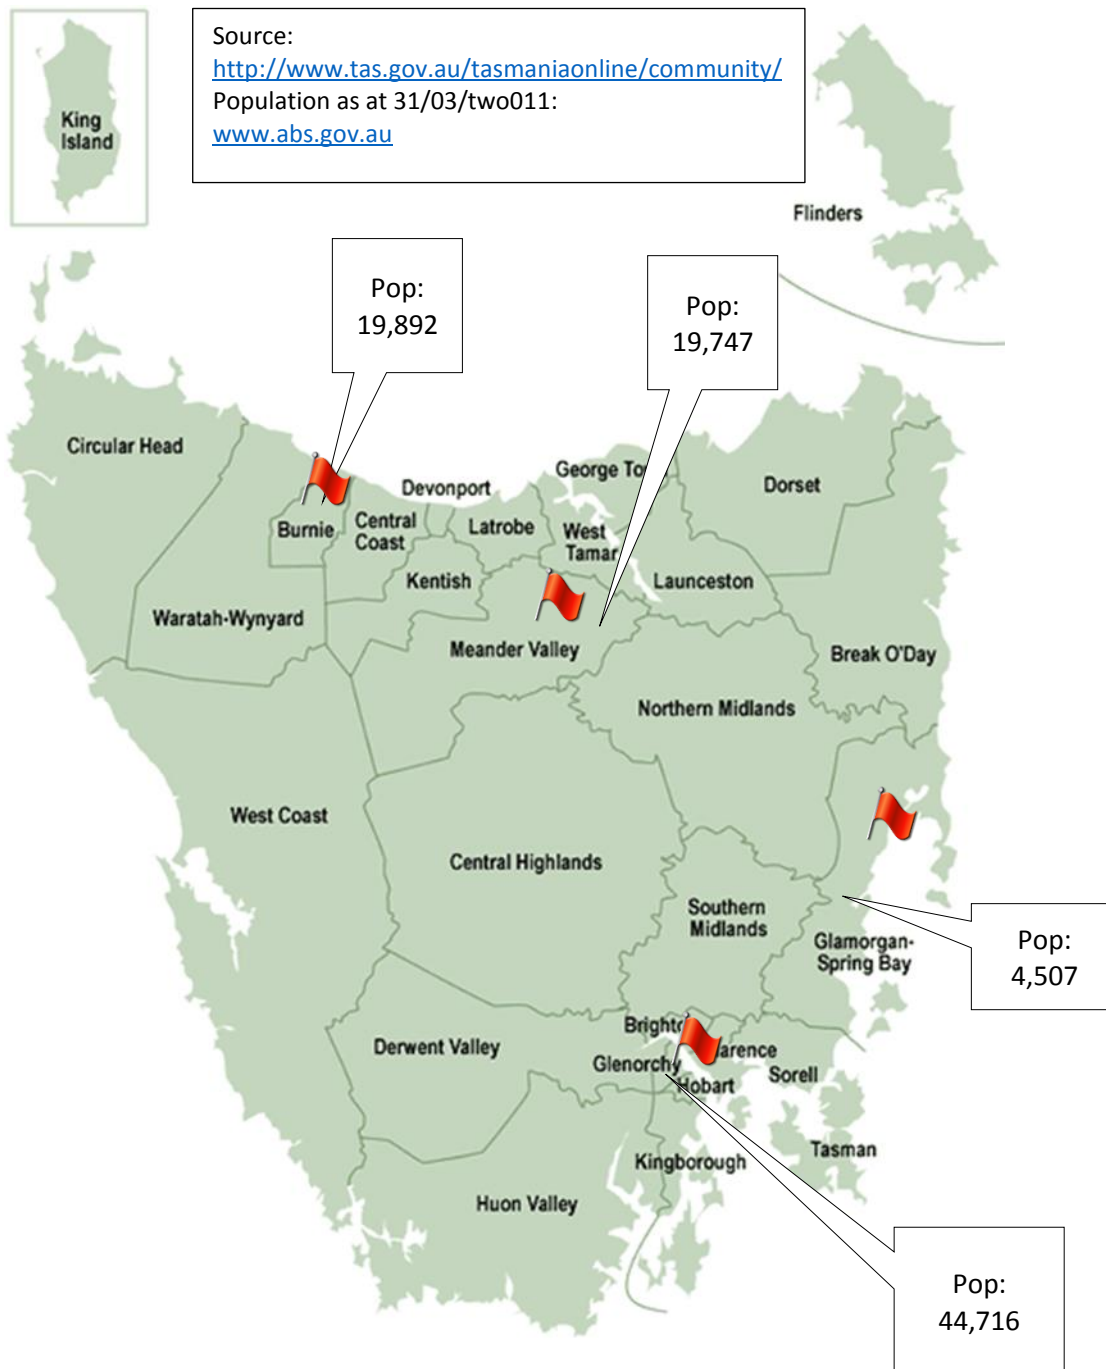 Source:
http://www.tas.gov.au/tasmaniaonline/community/
Population as at 31/03/two011:
www.abs.gov.au
King
Island
Flinders
Pop:
19,892
Pop:
19,747
Circular Head
George To
Dorset
Devonport
Burnie
Central
Coast
Latrobe
West
Tamar
Kentish
Launceston
Waratah-Wynyard
Meander Valley
Break O'Day
Northern Midlands
West Coast
Central Highlands
Southern
Midlands
Glamorgan-
Spring Bay
Pop:
4,507
Derwent Valley
Brighto
arence
Glenorchy
Hobart
Sorell
Tasman
Kingborough
Huon Valley
Pop:
44,716